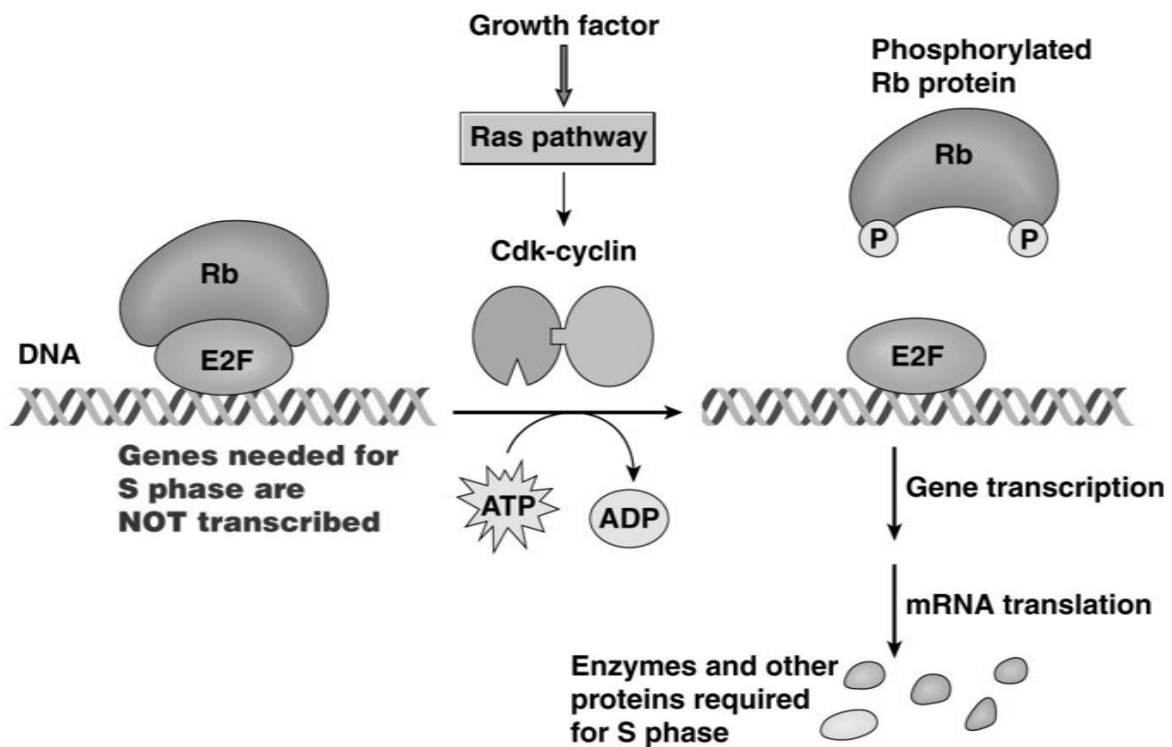 Growth factor
Ras pathway
Cdk-cyclin
Phosphorylated
Rb protein
Rb
P
P
Rb
E2F
DNA
E2F
Genes needed for
S phase are
NOT transcribed
ATP
ADP
Gene transcription
mRNA translation
Enzymes and other
proteins required
for S phase